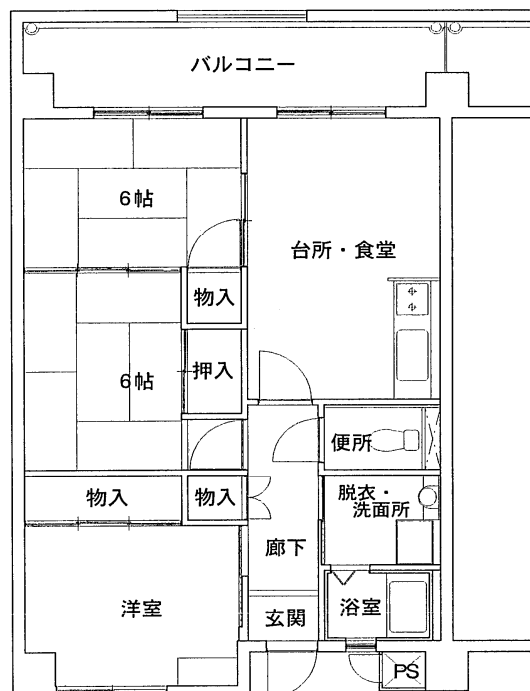 バルコニー
6帖
台所・食堂
物入
6帖
押入
便所
物入
物入
脱衣・
洗面所
廊下
洋室
玄関
浴室
PS